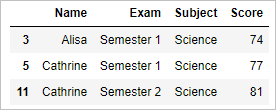 Name Exam Subject Score
3 Alisa Semester 1 Science 74
5 Cathrine Semester 1 Science 77
11 Cathrine Semester 2 Science 81